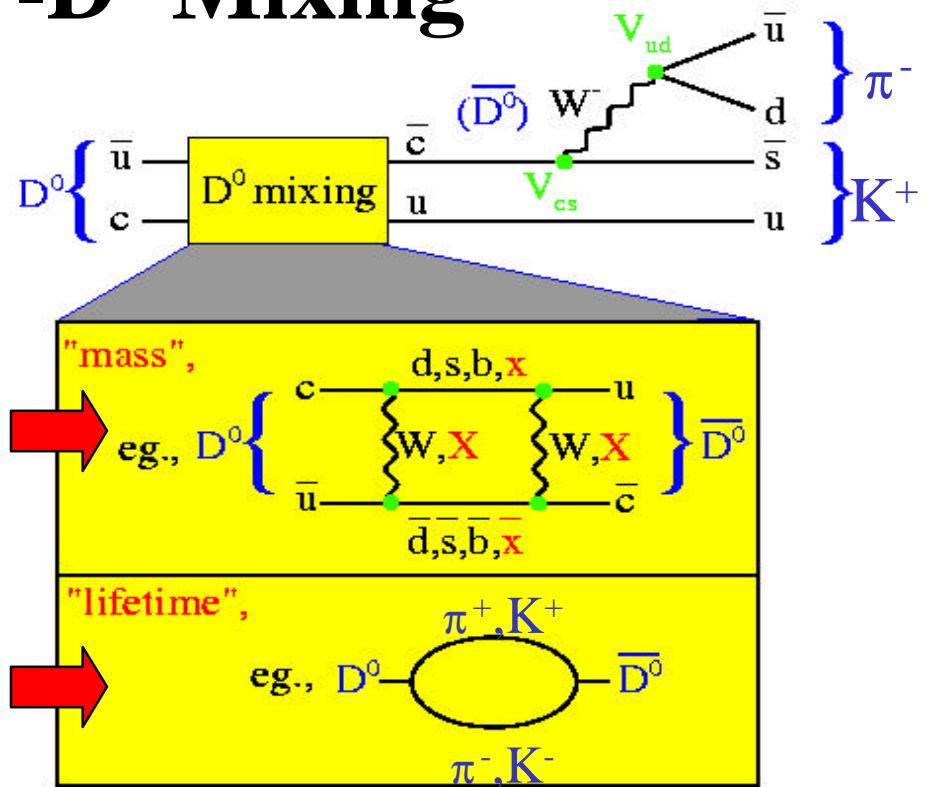 -D⁰ Mixing
V_ud
u̅
π⁻
(D̅⁰) W⁻
d
D⁰ { u̅ D⁰ mixing c̅ s̅
V_cs
K⁺
c u u
"mass",
d,s,b,x
c u
eg., D⁰ { W,X W,X } D̅⁰
u̅ c̅
d̅,s̅,b̅,x̅
"lifetime",
π⁺,K⁺
eg., D⁰ D̅⁰
π⁻,K⁻